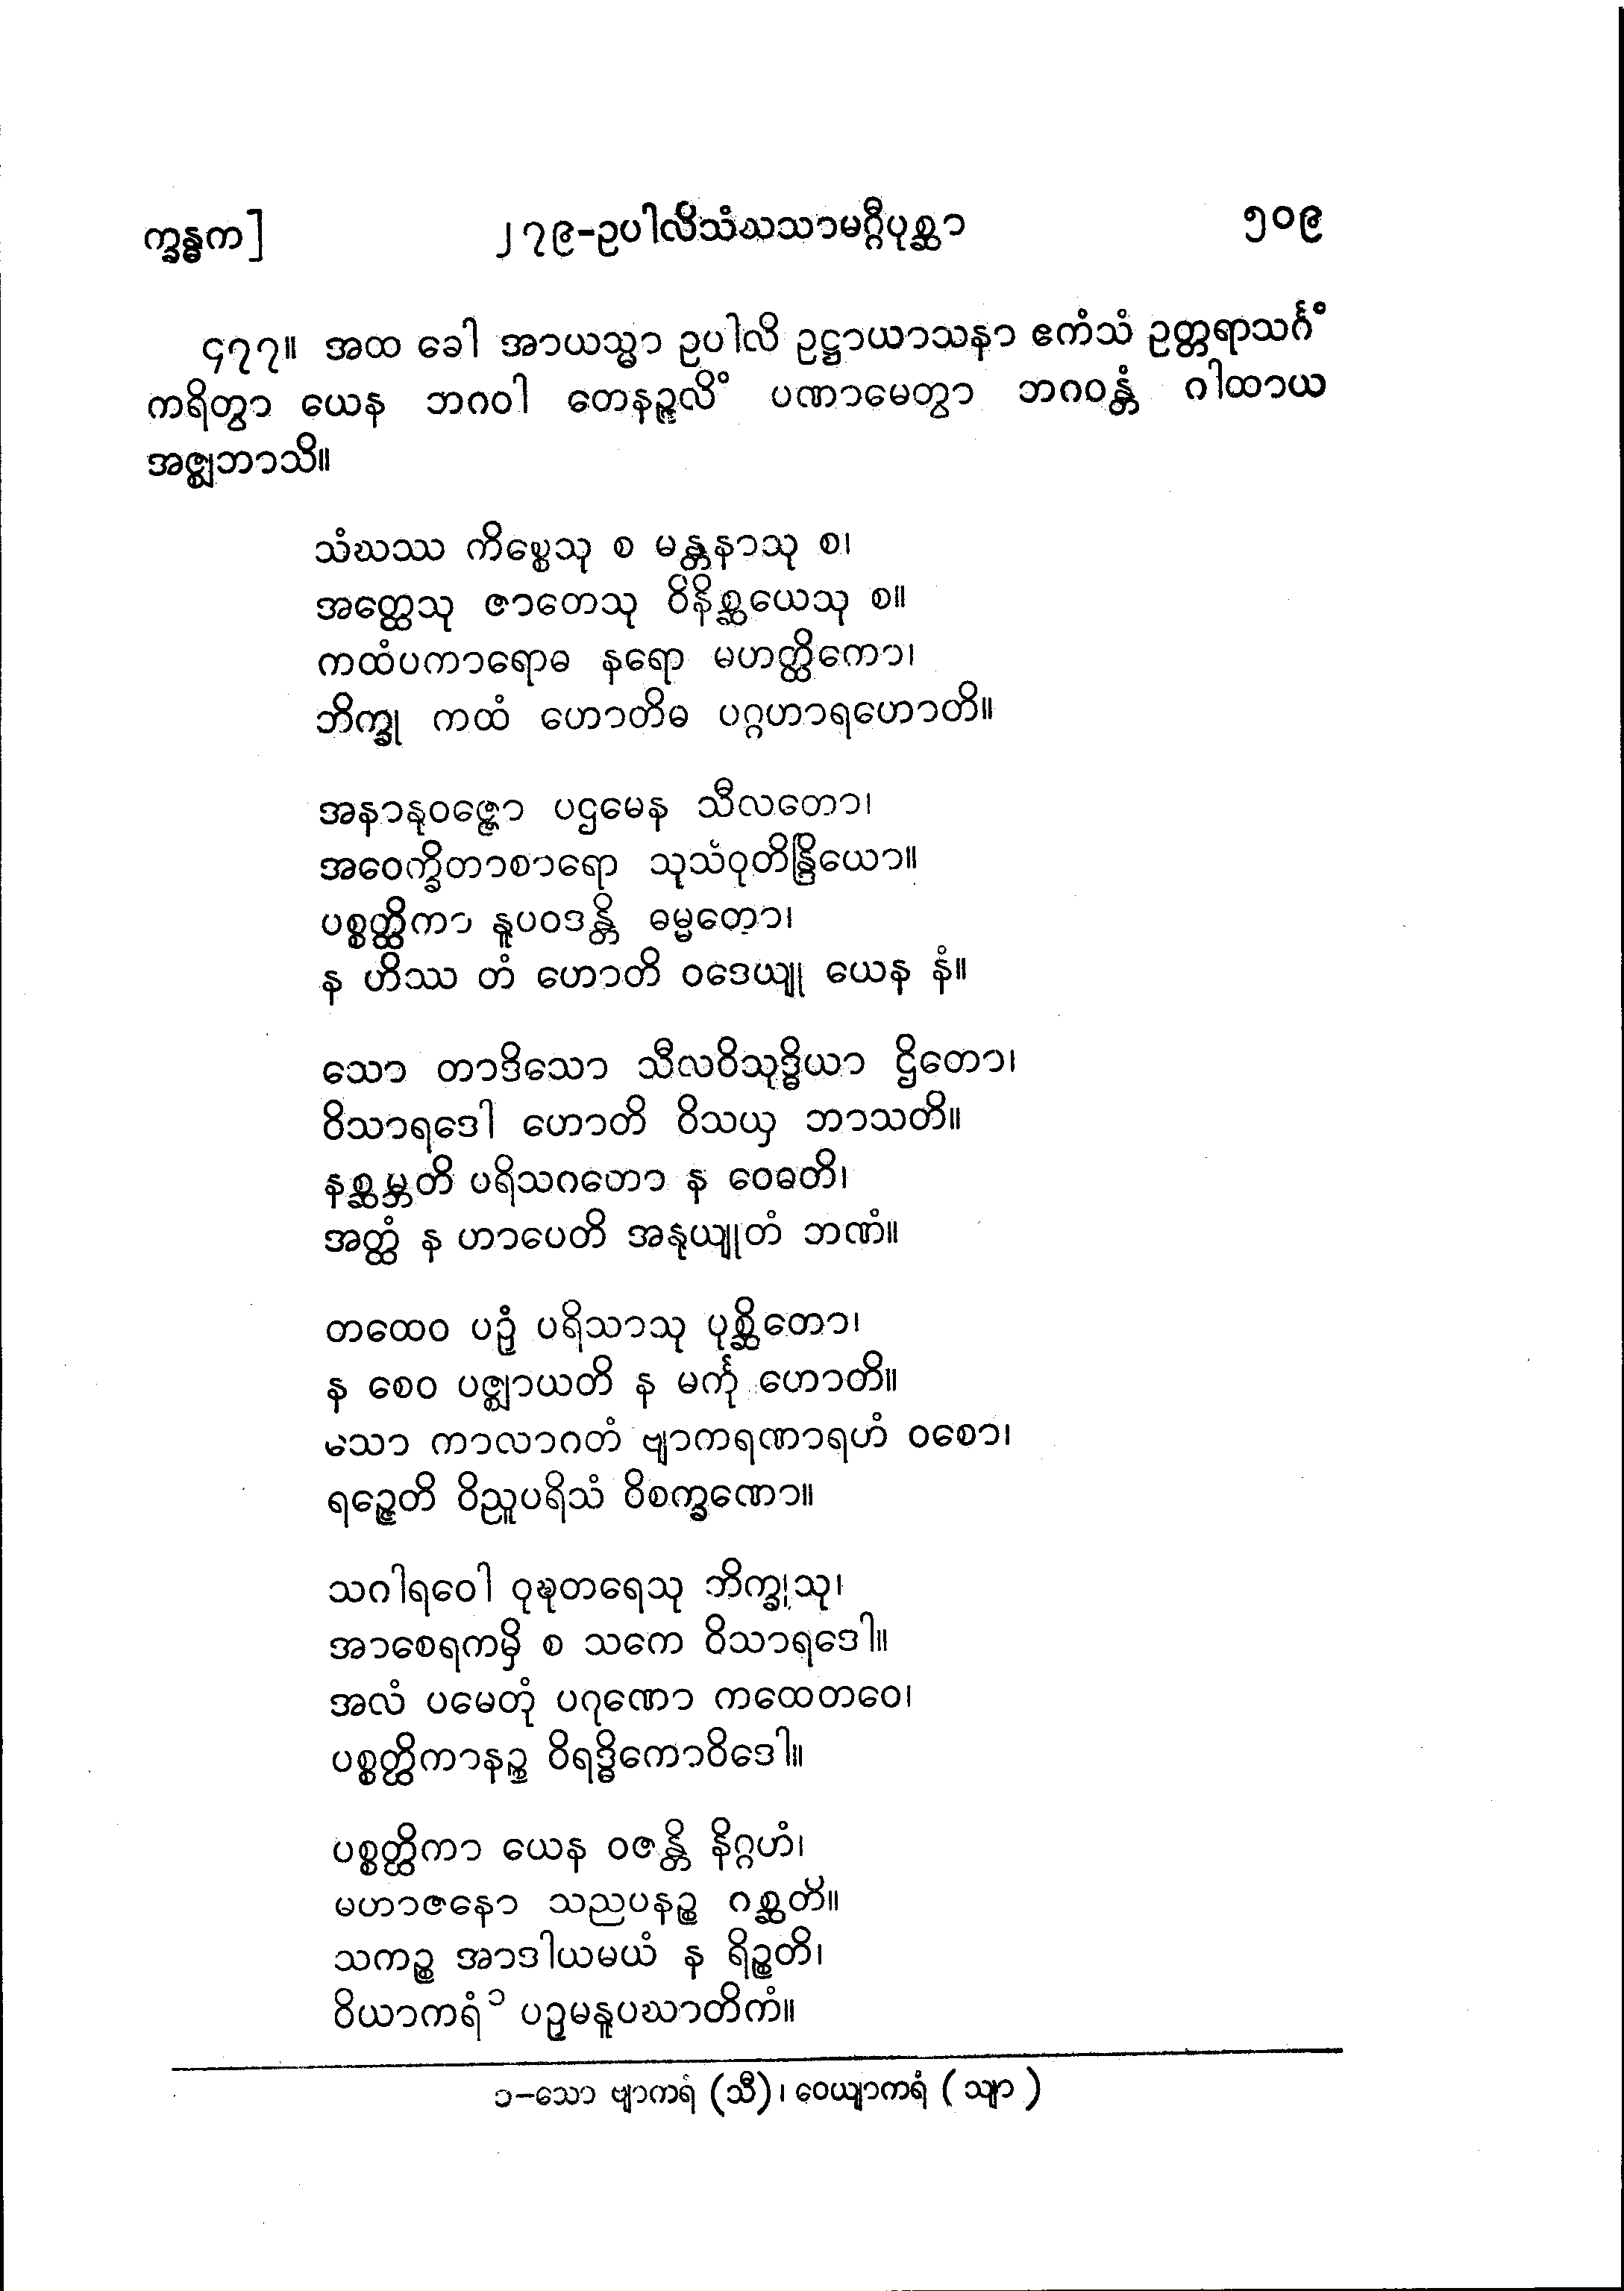 က္ခန္ဓက] ၂၇၉-ဥပါလိသံဃသာမဂ္ဂီပုစ္ဆာ ၅၀၉
၄၇၇။ အထ ခေါ အာယသ္မာ ဥပါလိ ဥဋ္ဌာယာသနာ ဧကံသံ ဥတ္တရာသင်္ဂံ
ကရိတွာ ယေန ဘဂဝါ တေနဉ္ဇလိံ ပဏာမေတွာ ဘဂဝန္တံ ဂါထာယ
အဇ္ဈဘာသိ။
သံဃဿ ကိစ္စေသု စ မန္တနာသု စ၊
အတ္ထေသု ဇာတေသု ဝိနိစ္ဆယေသု စ။
ကထံပကာရောဓ နရော မဟတ္ထိကော၊
ဘိက္ခု ကထံ ဟောတိဓ ပဂ္ဂဟာရဟောတိ။
အနာနုဝဇ္ဇော ပဌမေန သီလတော၊
အဝေက္ခိတာစာရော သုသံဝုတိန္ဒြိယော။
ပစ္စတ္ထိကာ နူပဝဒန္တိ ဓမ္မတော၊
န ဟိဿ တံ ဟောတိ ဝဒေယျု ယေန နံ။
သော တာဒိသော သီလဝိသုဒ္ဓိယာ ဌိတော၊
ဝိသာရဒေါ ဟောတိ ဝိသယှ ဘာသတိ။
နစ္ဆမ္ဘတိ ပရိသဂတော န ဝေဓတိ၊
အတ္ထံ န ဟာပေတိ အနုယျုတံ ဘဏံ။
တထေဝ ပဉှံ ပရိသာသု ပုစ္ဆိတော၊
န စေဝ ပဇ္ဈာယတိ န မင်္ကု ဟောတိ။
သော ကာလာဂတံ ဗျာကရဏာရဟံ ဝစော၊
ရဉ္ဇေတိ ဝိညူပရိသံ ဝိစက္ခဏော။
သဂါရဝေါ ဝုဍ္ဎတရေသု ဘိက္ခုသု၊
အာစေရကမှိ စ သကေ ဝိသာရဒေါ။
အလံ ပမေတုံ ပဂုဏော ကထေတဝေ၊
ပစ္စတ္ထိကာနဉ္စ ဝိရဒ္ဓိကောဝိဒေါ။
ပစ္စတ္ထိကာ ယေန ဝဇန္တိ နိဂ္ဂဟံ၊
မဟာဇနော သညပနဉ္စ ဂစ္ဆတိ။
သကဉ္စ အာဒါယမယံ န ရိဉ္စတိ၊
ဝိယာကရံ ၁ ပဉှမနူပဃာတိကံ။
၁-သော ဗျာကရံ (သီ)၊ ဝေယျာကရံ ( သျာ )